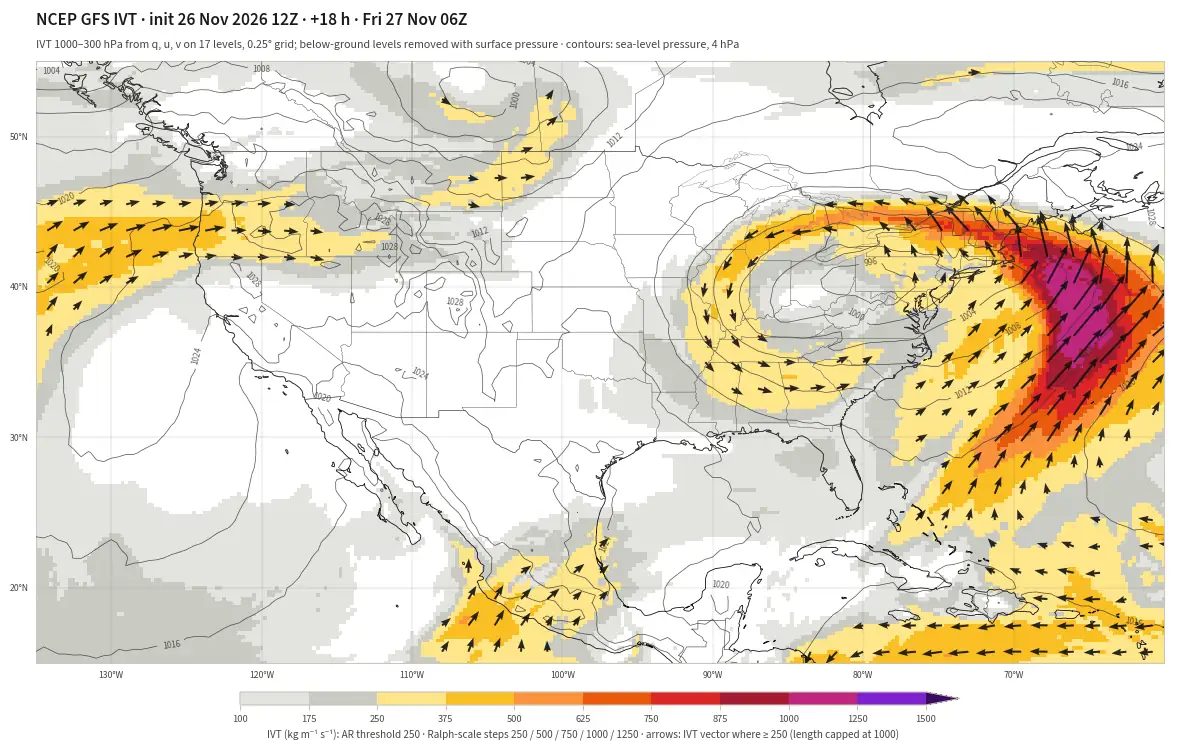 NCEP GFS IVT · init 26 Nov 2026 12Z · +18 h · Fri 27 Nov 06Z
IVT 1000–300 hPa from q, u, v on 17 levels, 0.25° grid; below-ground levels removed with surface pressure · contours: sea-level pressure, 4 hPa
1004
1008
1000
1016
1012
1024
50°N
1020
1028
1028
1012
1028
1020
996
40°N
1028
1028
1000
1004
1008
1024
1024
1020
1012
30°N
20°N
1020
1016
1016
130°W 120°W 110°W 100°W 90°W 80°W 70°W
100 175 250 375 500 625 750 875 1000 1250 1500
IVT (kg m⁻¹ s⁻¹): AR threshold 250 · Ralph-scale steps 250 / 500 / 750 / 1000 / 1250 · arrows: IVT vector where ≥ 250 (length capped at 1000)